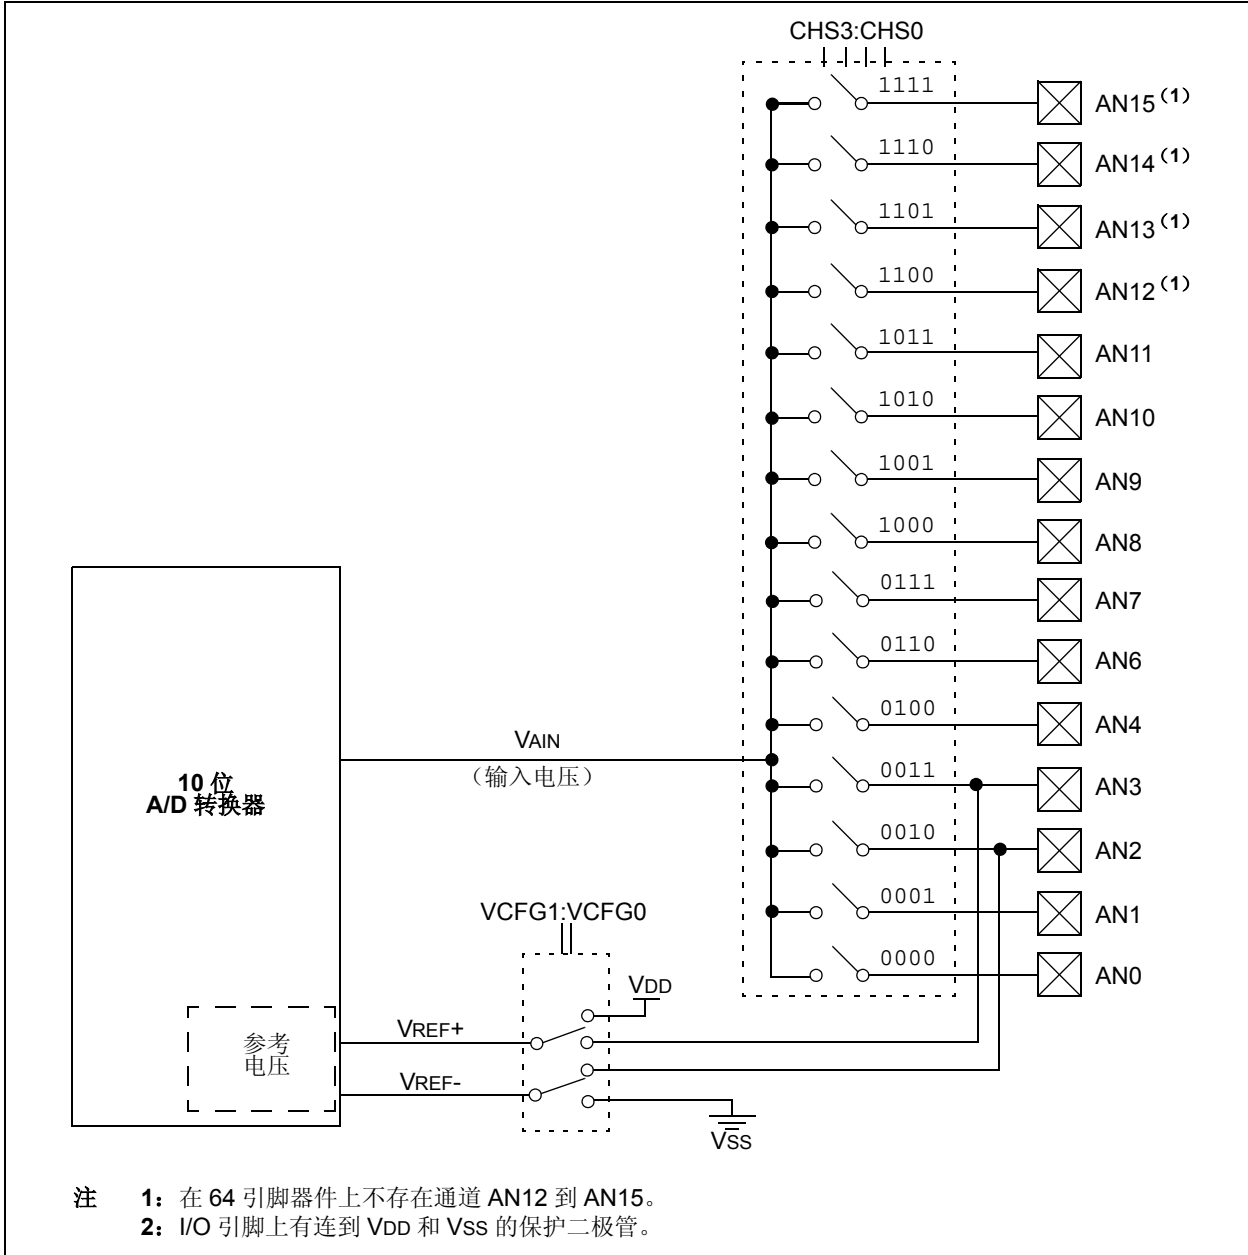 CHS3:CHS0
1111 AN15（1）
1110 AN14（1）
1101 AN13（1）
1100 AN12（1）
1011 AN11
1010 AN10
1001 AN9
1000 AN8
0111 AN7
0110 AN6
0100 AN4
VAIN
（输入电压）
10 位
A/D 转换器
0011 AN3
0010 AN2
0001 AN1
VCFG1:VCFG0
0000 AN0
VDD
VREF+
参考
电压
VREF-
VSS
注 1：在 64 引脚器件上不存在通道 AN12 到 AN15。
2：I/O 引脚上有连到 VDD 和 VSS 的保护二极管。